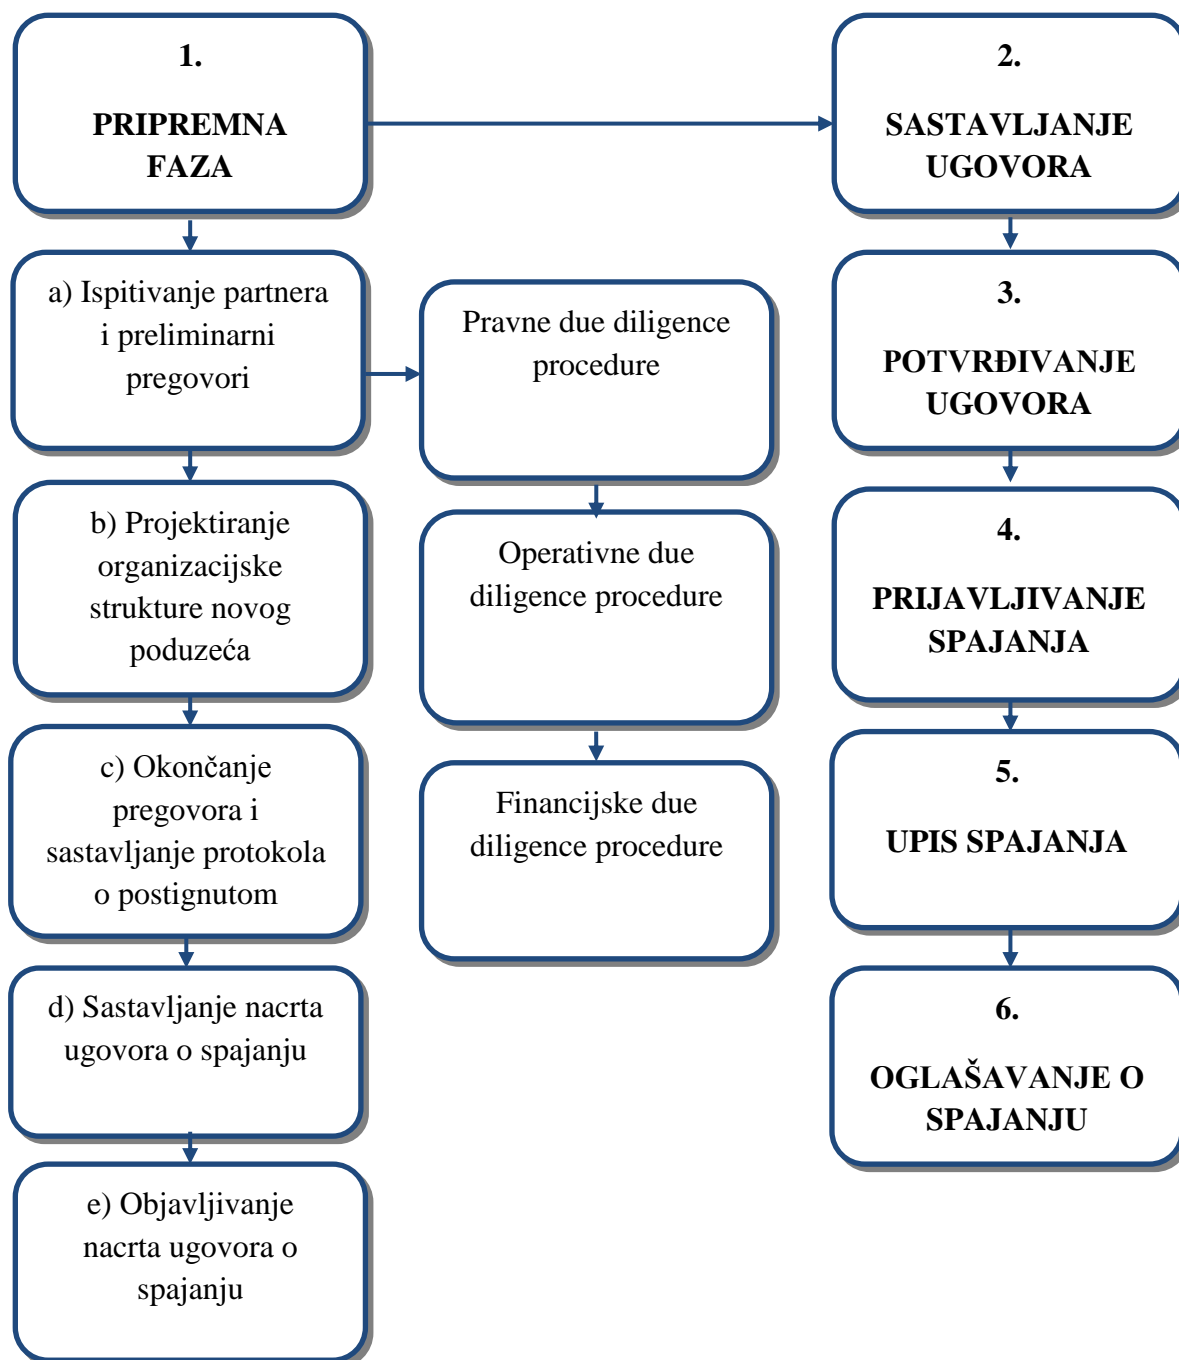 1.
PRIPREMNA
FAZA
2.
SASTAVLJANJE
UGOVORA
a) Ispitivanje partnera
i preliminarni
pregovori
Pravne due diligence
procedure
3.
POTVRĐIVANJE
UGOVORA
b) Projektiranje
organizacijske
strukture novog
poduzeća
Operativne due
diligence procedure
4.
PRIJAVLJIVANJE
SPAJANJA
c) Okončanje
pregovora i
sastavljanje protokola
o postignutom
Financijske due
diligence procedure
5.
UPIS SPAJANJA
d) Sastavljanje nacrta
ugovora o spajanju
6.
OGLAŠAVANJE O
SPAJANJU
e) Objavljivanje
nacrta ugovora o
spajanju